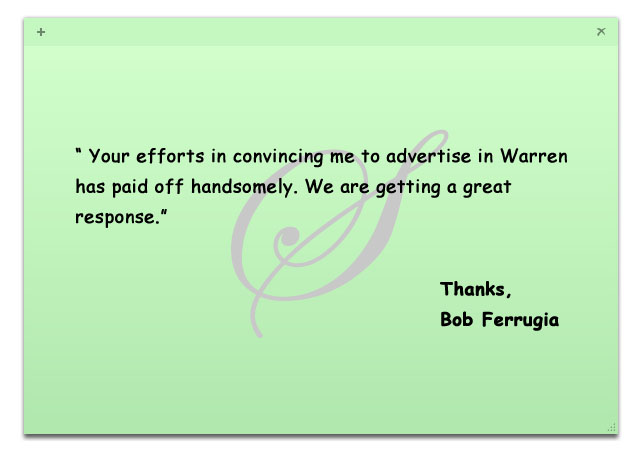 “ Your efforts in convincing me to advertise in Warren
has paid off handsomely. We are getting a great
response.”
Thanks,
Bob Ferrugia